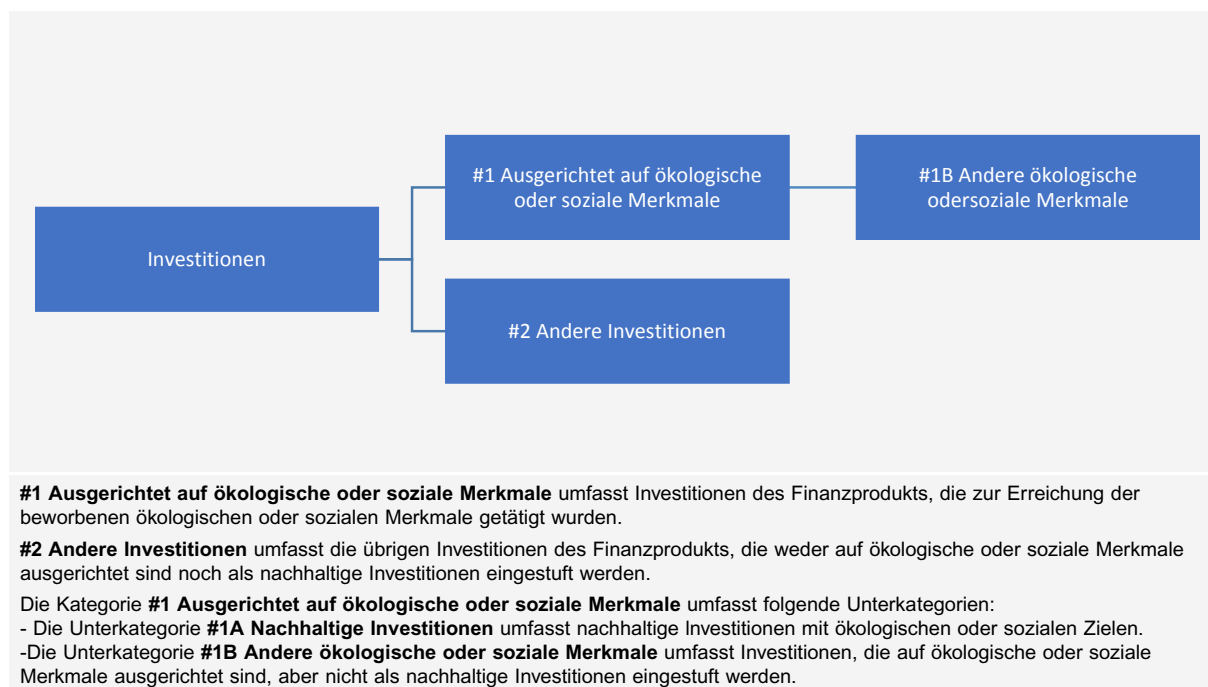 #1 Ausgerichtet auf ökologische
oder soziale Merkmale
#1B Andere ökologische
odersoziale Merkmale
Investitionen
#2 Andere Investitionen
#1 Ausgerichtet auf ökologische oder soziale Merkmale umfasst Investitionen des Finanzprodukts, die zur Erreichung der
beworbenen ökologischen oder sozialen Merkmale getätigt wurden.
#2 Andere Investitionen umfasst die übrigen Investitionen des Finanzprodukts, die weder auf ökologische oder soziale Merkmale
ausgerichtet sind noch als nachhaltige Investitionen eingestuft werden.
Die Kategorie #1 Ausgerichtet auf ökologische oder soziale Merkmale umfasst folgende Unterkategorien:
- Die Unterkategorie #1A Nachhaltige Investitionen umfasst nachhaltige Investitionen mit ökologischen oder sozialen Zielen.
-Die Unterkategorie #1B Andere ökologische oder soziale Merkmale umfasst Investitionen, die auf ökologische oder soziale
Merkmale ausgerichtet sind, aber nicht als nachhaltige Investitionen eingestuft werden.